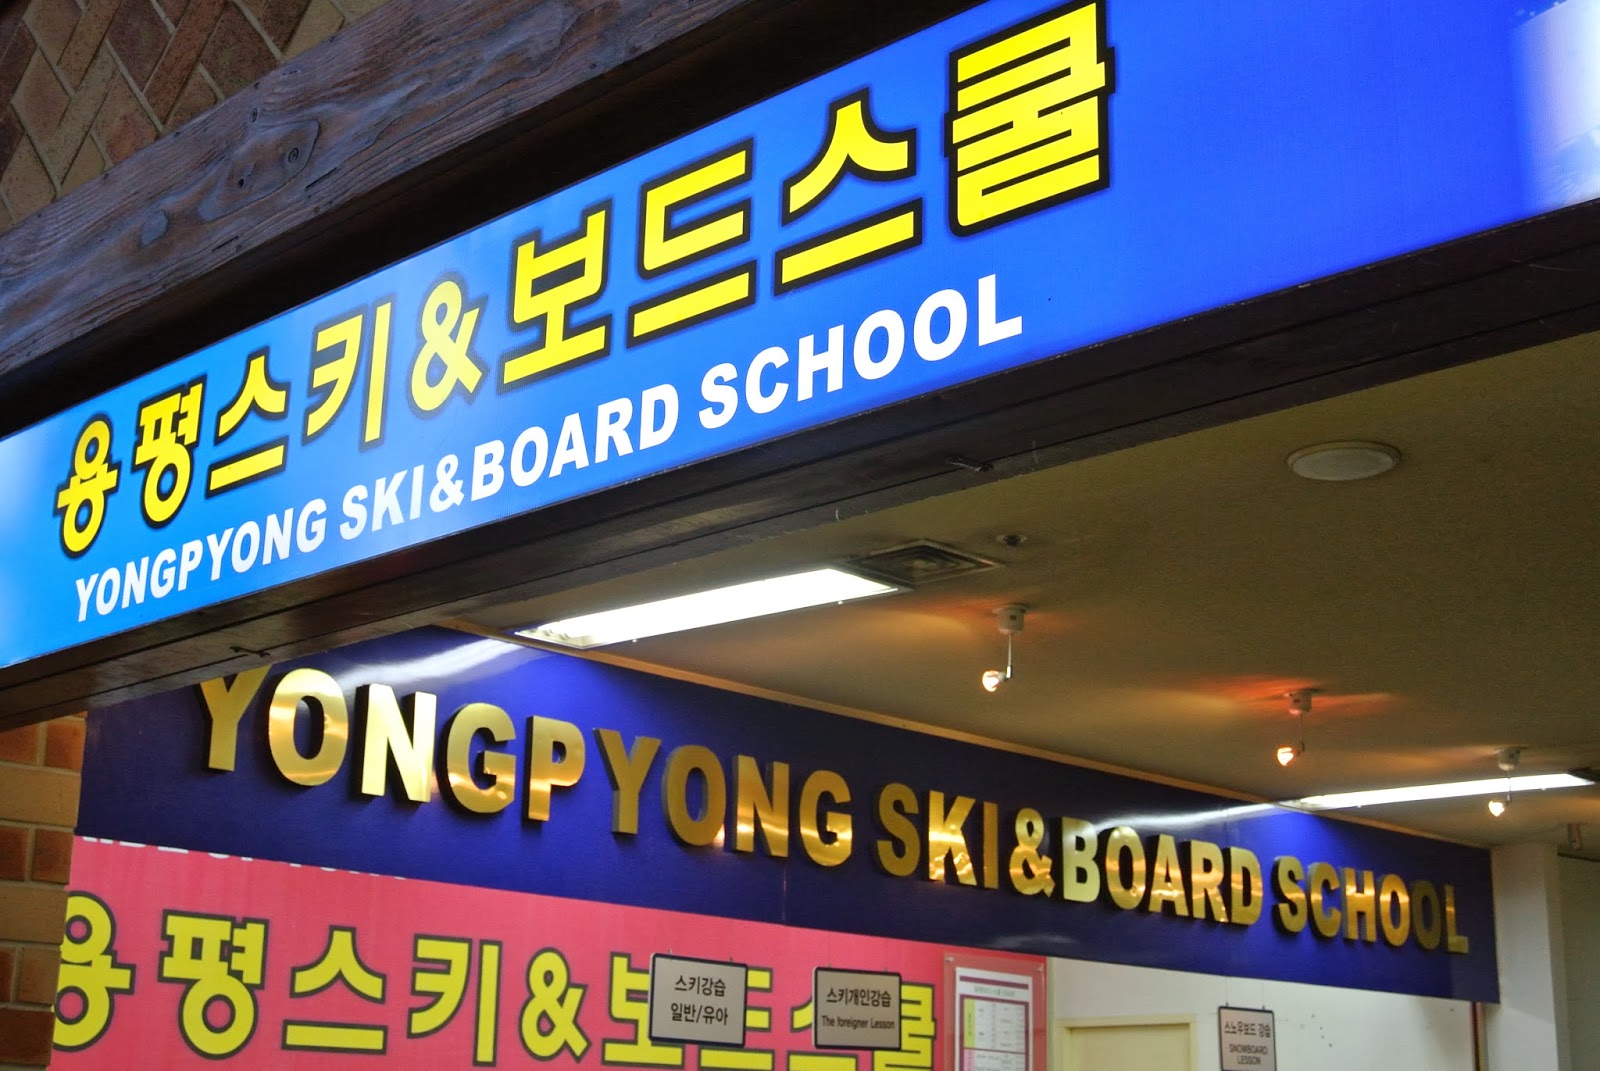 용평스키&보드스쿨
YONGPYONG SKI&BOARD SCHOOL
YONGPYONG SKI&BOARD SCHOOL
용평스키&보드스쿨
스키강습
일반/유아
스키개인강습
The foreigner Lesson
스노우보드 강습
SNOWBOARD
LESSON